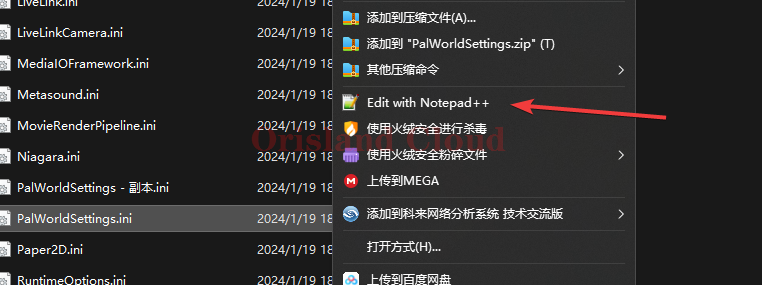 LiveLink.ini 2024/1/19 18
LiveLinkCamera.ini 2024/1/19 18
MediaIOFramework.ini 2024/1/19 18
Metasound.ini 2024/1/19 18
MovieRenderPipeline.ini 2024/1/19 18
Niagara.ini 2024/1/19 18
PalWorldSettings - 副本.ini 2024/1/19 18
PalWorldSettings.ini 2024/1/19 18
Paper2D.ini 2024/1/19 18
RuntimeOptions.ini 2024/1/19 18
添加到压缩文件(A)...
添加到 "PalWorldSettings.zip" (T)
其他压缩命令
Edit with Notepad++
使用火绒安全进行杀毒
使用火绒安全粉碎文件
上传到MEGA
添加到科来网络分析系统 技术交流版
打开方式(H)...
上传到百度网盘
Orisland Cloud